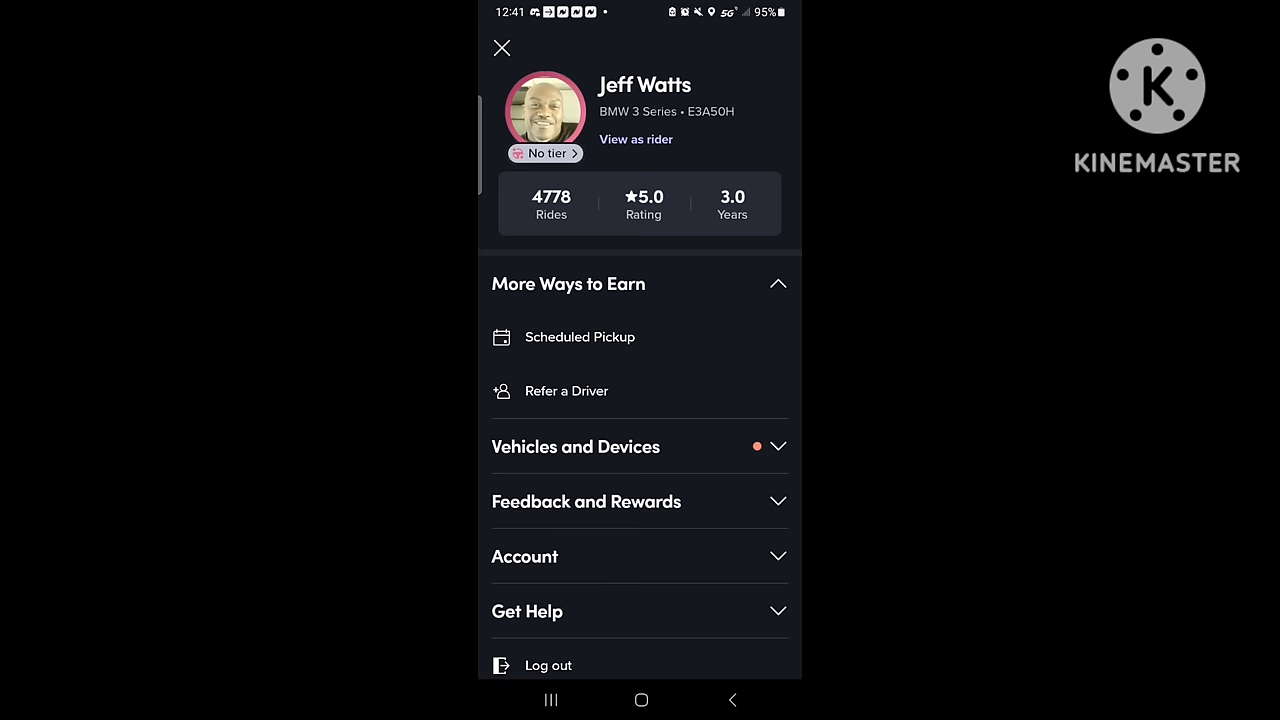 12:41
5G
95%
Jeff Watts
BMW 3 Series • E3A50H
View as rider
No tier
4778
Rides
★5.0
Rating
3.0
Years
More Ways to Earn
Scheduled Pickup
Refer a Driver
Vehicles and Devices
Feedback and Rewards
Account
Get Help
Log out
K
KINEMASTER